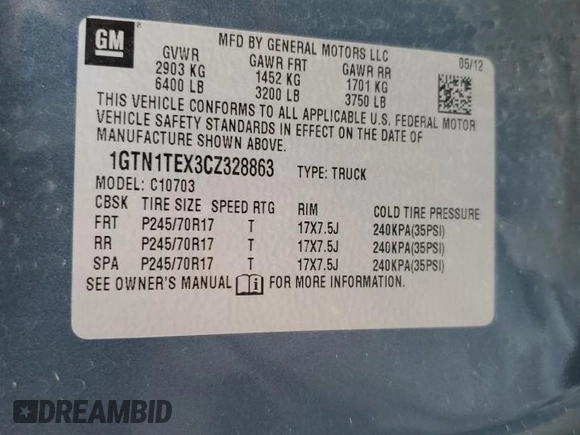 GM
MFD BY GENERAL MOTORS LLC
05/12
GVWR GAWR FRT GAWR RR
2903 KG 1452 KG 1701 KG
6400 LB 3200 LB 3750 LB
THIS VEHICLE CONFORMS TO ALL APPLICABLE U.S. FEDERAL MOTOR
VEHICLE SAFETY STANDARDS IN EFFECT ON THE DATE OF
MANUFACTURE SHOWN ABOVE.
1GTN1TEX3CZ328863 TYPE: TRUCK
MODEL: C10703
CBSK TIRE SIZE SPEED RTG RIM COLD TIRE PRESSURE
FRT P245/70R17 T 17X7.5J 240KPA(35PSI)
RR P245/70R17 T 17X7.5J 240KPA(35PSI)
SPA P245/70R17 T 17X7.5J 240KPA(35PSI)
SEE OWNER'S MANUAL i FOR MORE INFORMATION.
DREAMBID